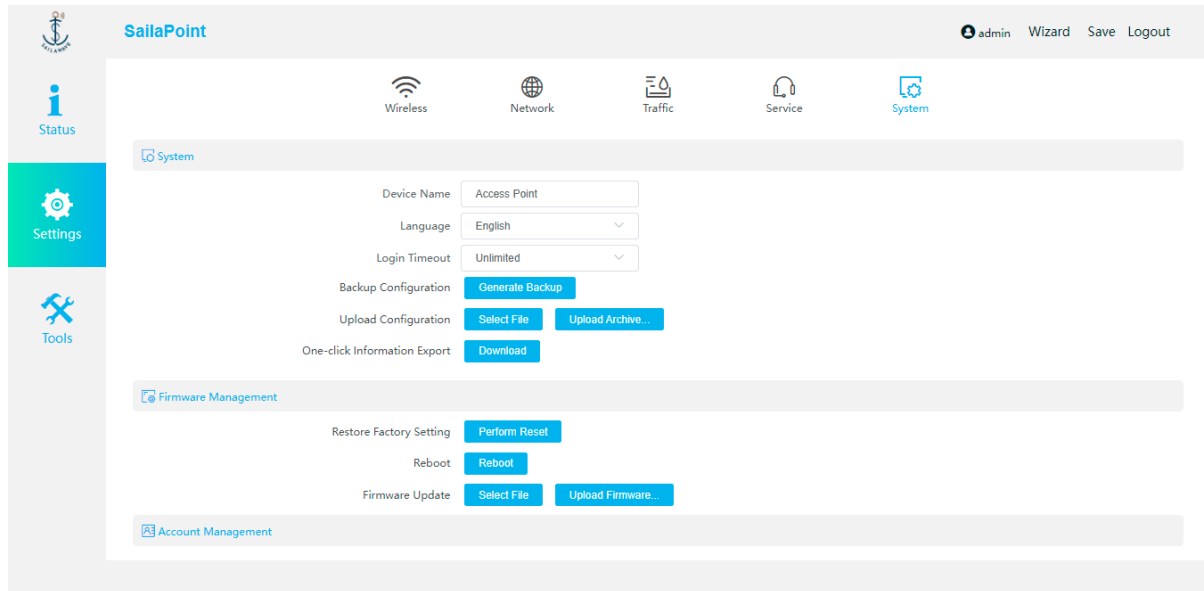 SailaPoint
admin Wizard Save Logout
SAILAWAVE
Status
Settings
Tools
Wireless Network Traffic Service System
System
Device Name Access Point
Language English
Login Timeout Unlimited
Backup Configuration Generate Backup
Upload Configuration Select File Upload Archive...
One-click Information Export Download
Firmware Management
Restore Factory Setting Perform Reset
Reboot Reboot
Firmware Update Select File Upload Firmware...
Account Management